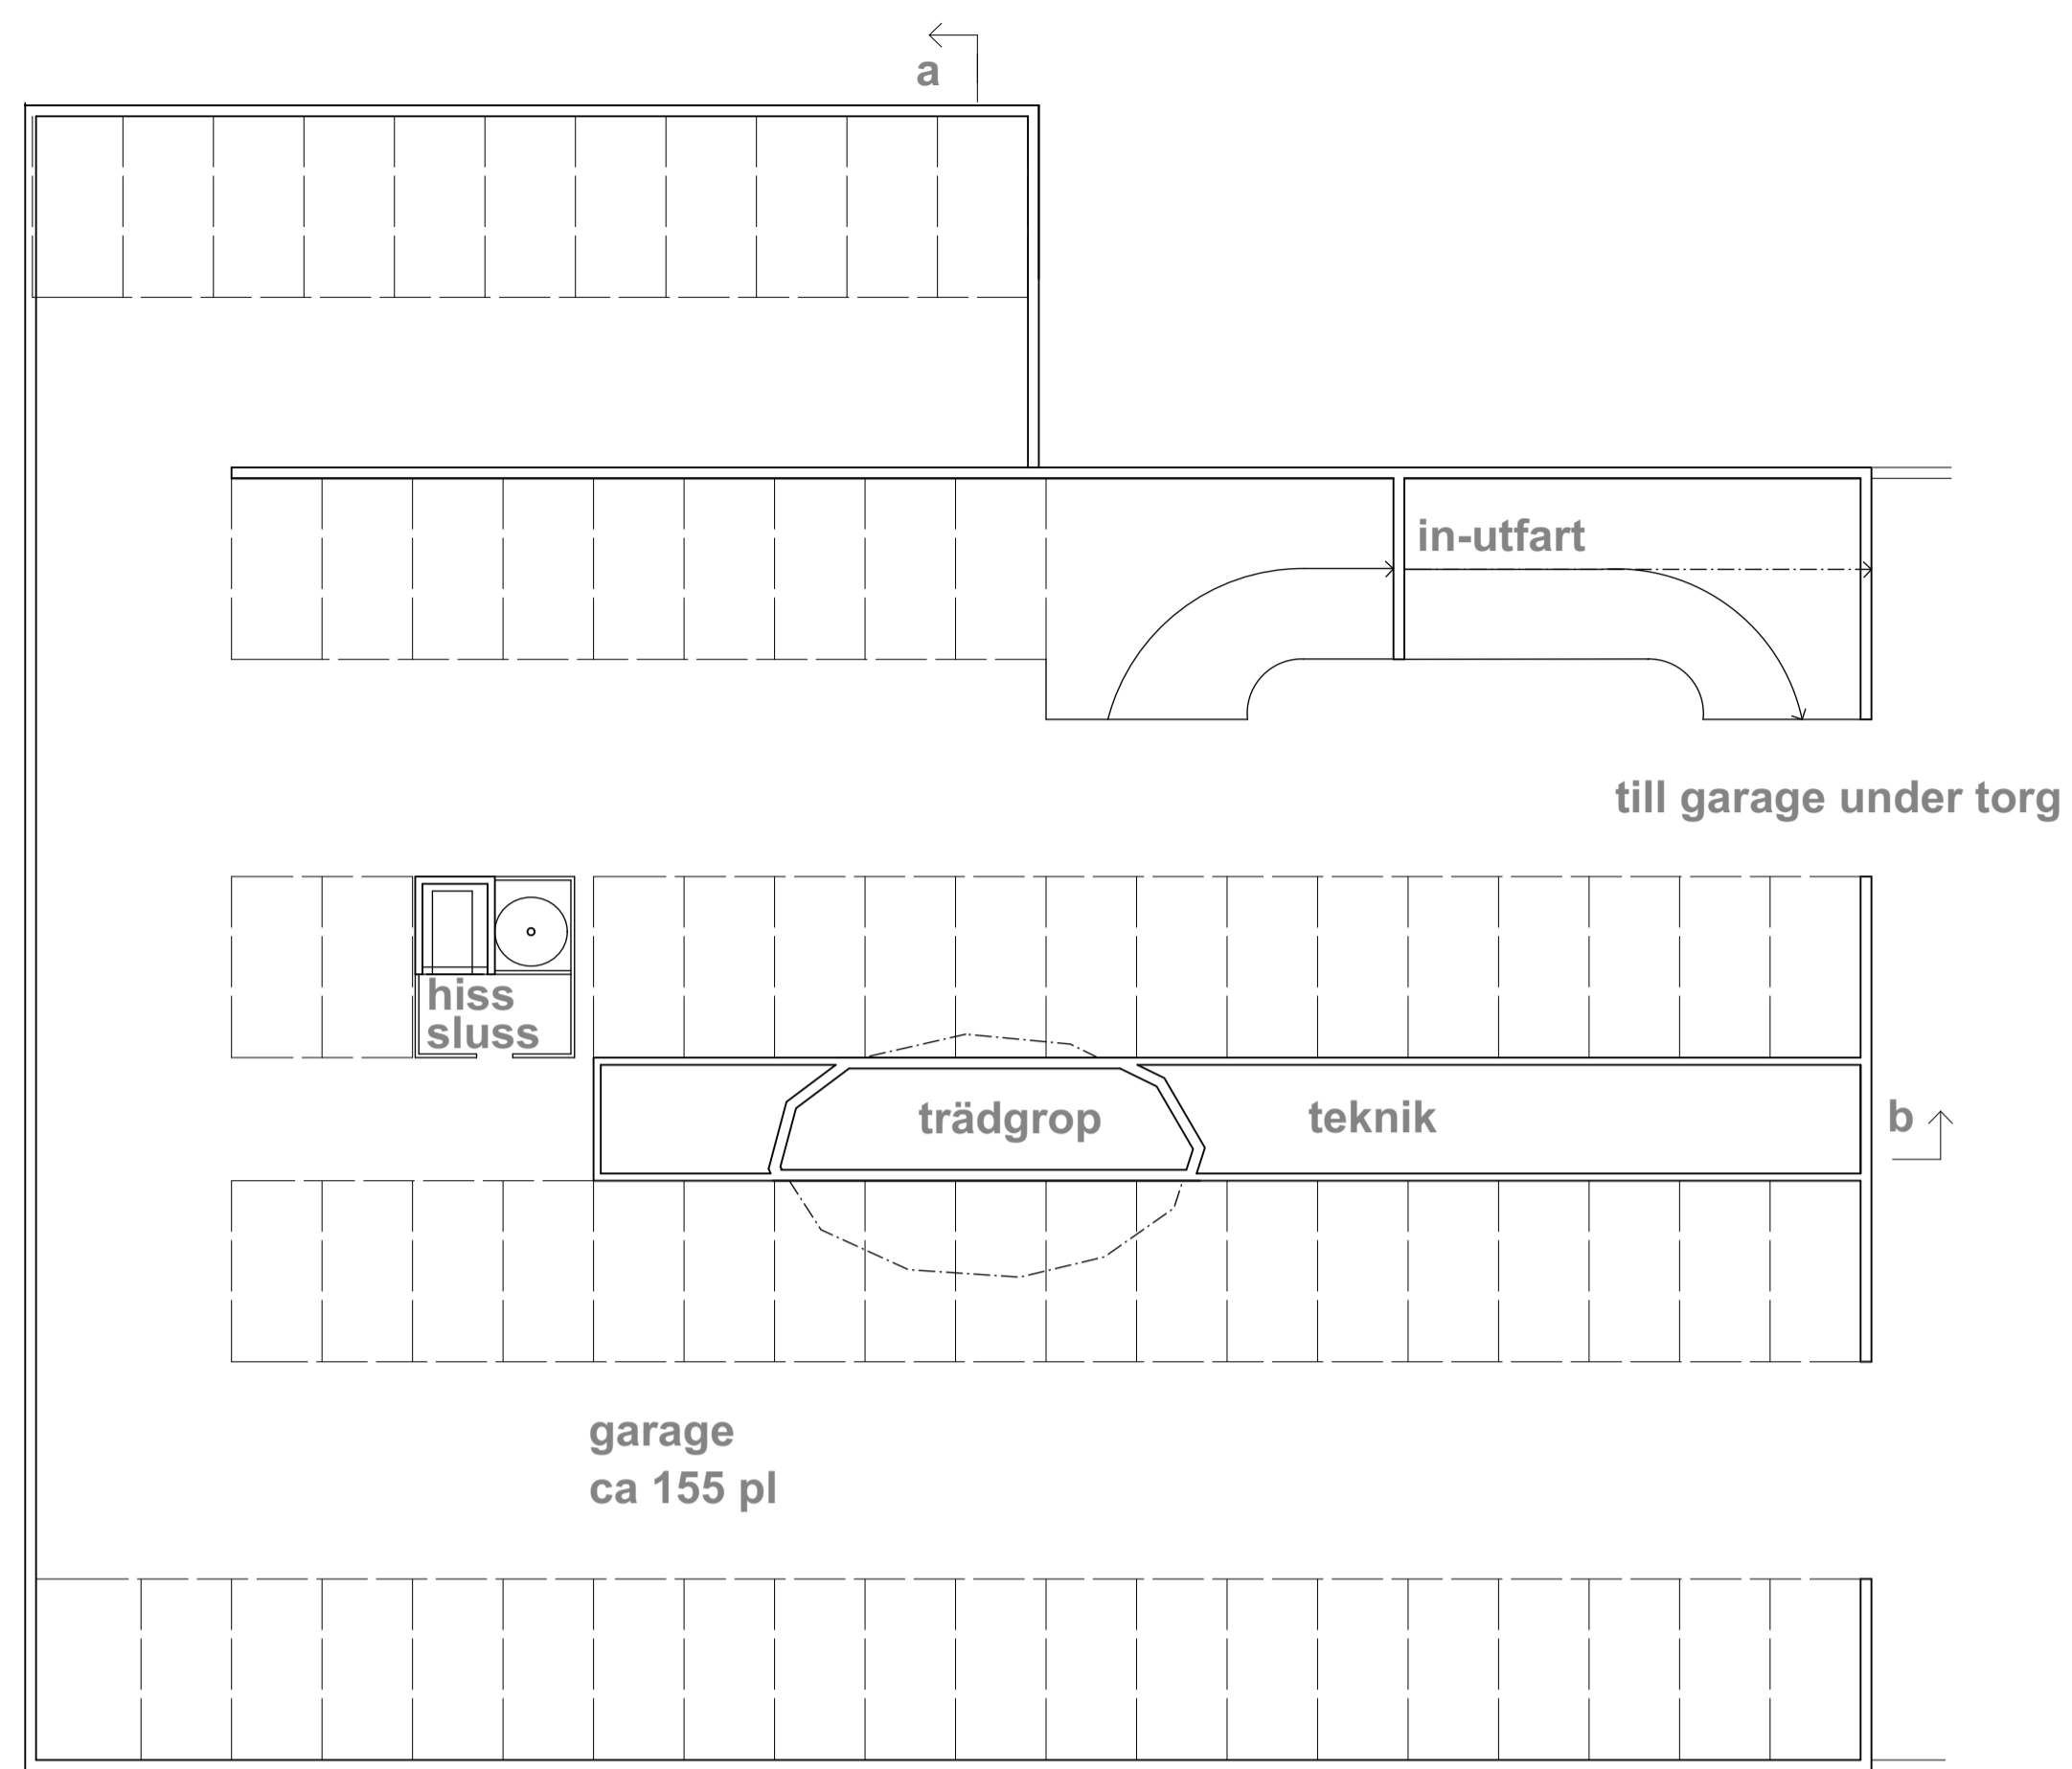 a
in-utfart
till garage under torg
hiss
sluss
trädgrop
teknik
b
garage
ca 155 pl